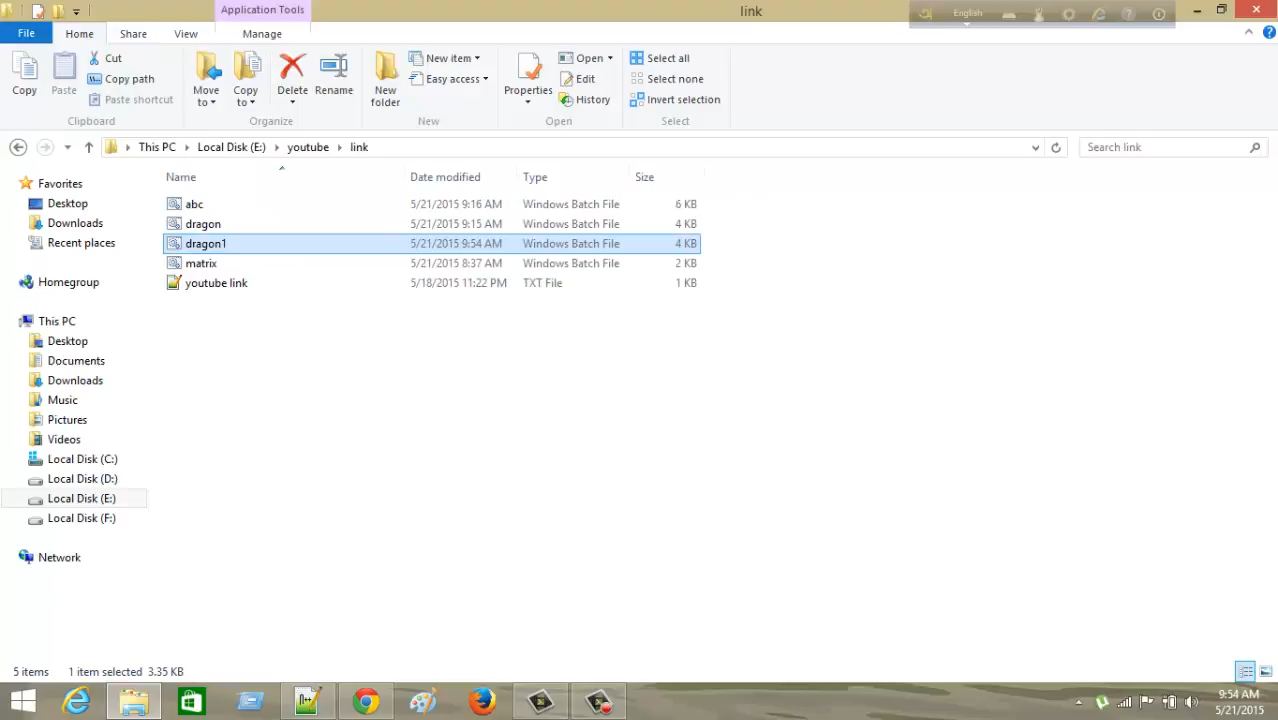 Application Tools
link
English
File
Home
Share
View
Manage
Copy
Paste
Cut
Copy path
Paste shortcut
Clipboard
Move to
Copy to
Delete
Rename
Organize
New folder
New item
Easy access
New
Properties
Open
Edit
History
Open
Select all
Select none
Invert selection
Select
This PC
Local Disk (E:)
youtube
link
Search link
Name
Date modified
Type
Size
abc 5/21/2015 9:16 AM Windows Batch File 6 KB
dragon 5/21/2015 9:15 AM Windows Batch File 4 KB
dragon1 5/21/2015 9:54 AM Windows Batch File 4 KB
matrix 5/21/2015 8:37 AM Windows Batch File 2 KB
youtube link 5/18/2015 11:22 PM TXT File 1 KB
Favorites
Desktop
Downloads
Recent places
Homegroup
This PC
Desktop
Documents
Downloads
Music
Pictures
Videos
Local Disk (C:)
Local Disk (D:)
Local Disk (E:)
Local Disk (F:)
Network
5 items 1 item selected 3.35 KB
9:54 AM
5/21/2015